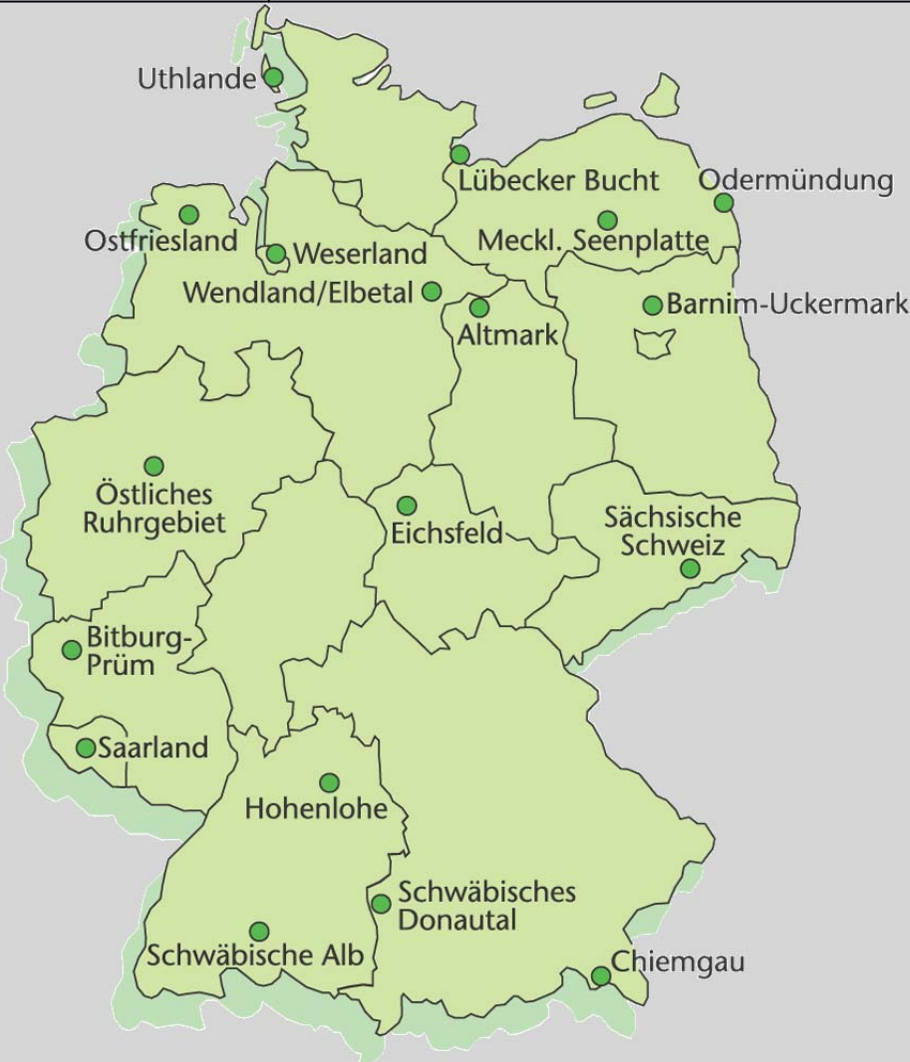 Uthlande
Lübecker Bucht
Odermündung
Ostfriesland
Meckl. Seenplatte
Weserland
Wendland/Elbetal
Barnim-Uckermark
Altmark
Östliches
Ruhrgebiet
Eichsfeld
Sächsische
Schweiz
Bitburg-
Prüm
Saarland
Hohenlohe
Schwäbisches
Donautal
Schwäbische Alb
Chiemgau